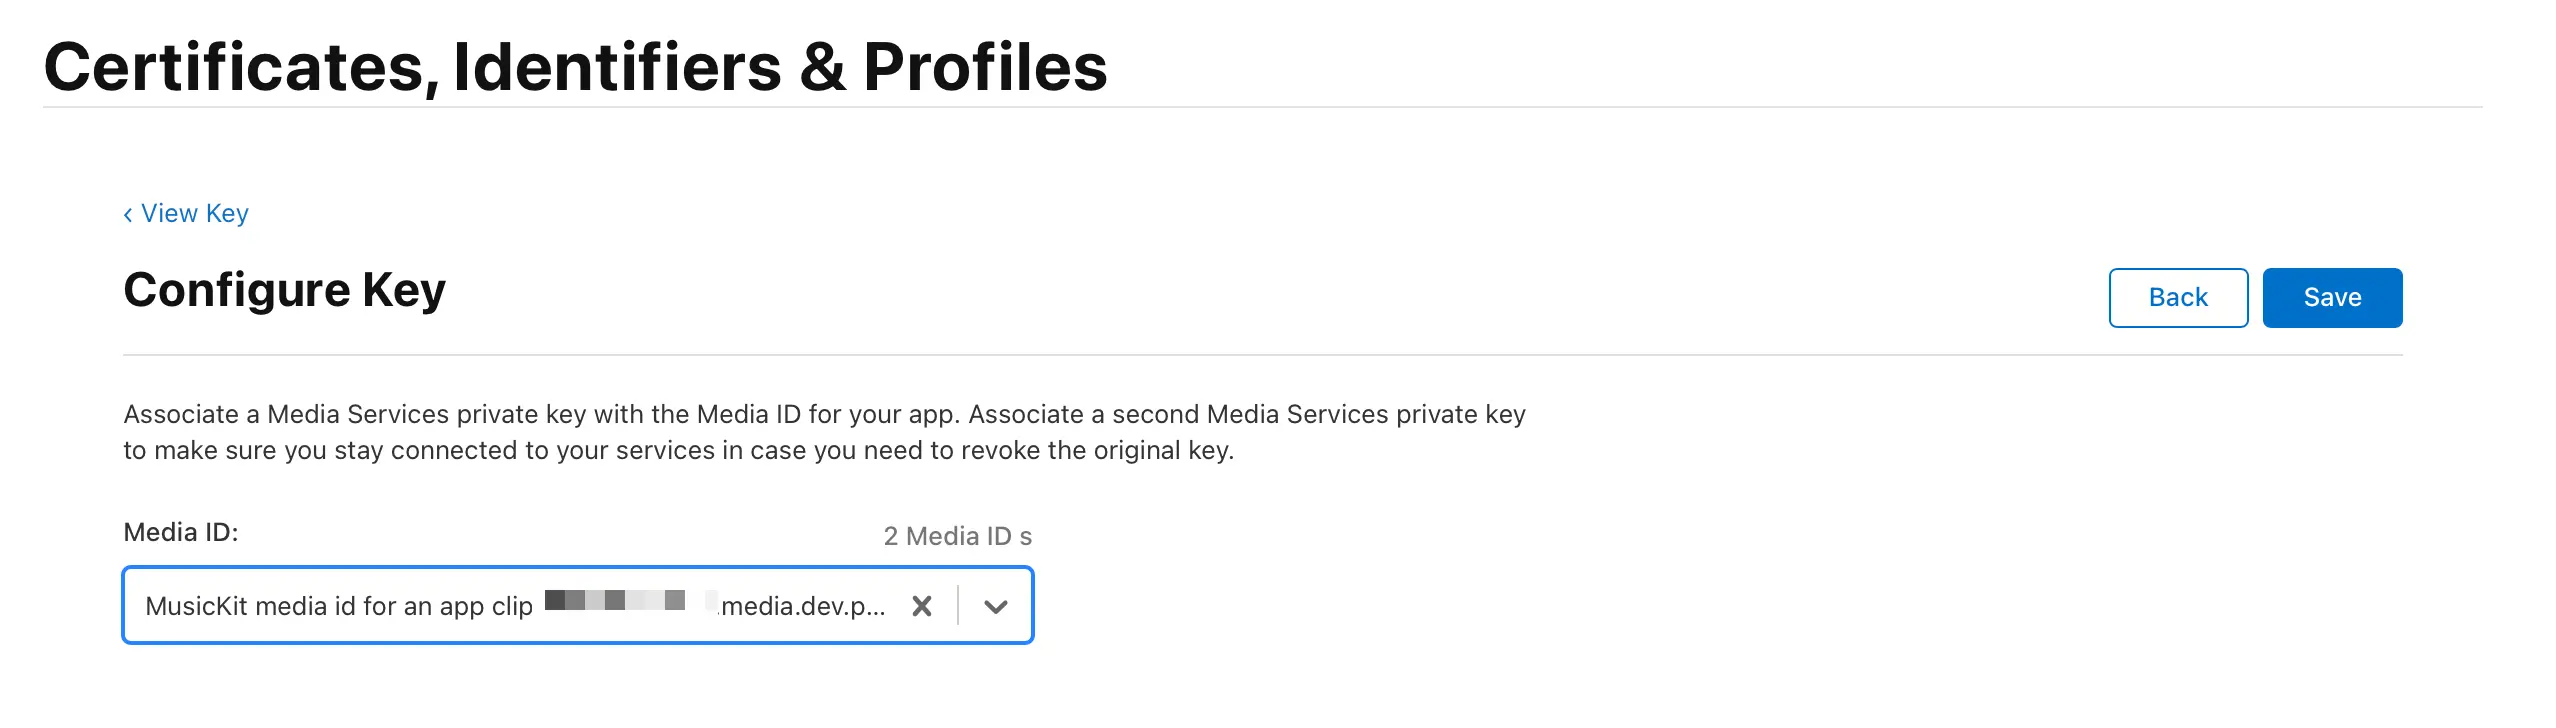 Certificates, Identifiers & Profiles
‹ View Key
Configure Key
Back
Save
Associate a Media Services private key with the Media ID for your app. Associate a second Media Services private key
to make sure you stay connected to your services in case you need to revoke the original key.
Media ID:
2 Media ID s
MusicKit media id for an app clip .media.dev.p...